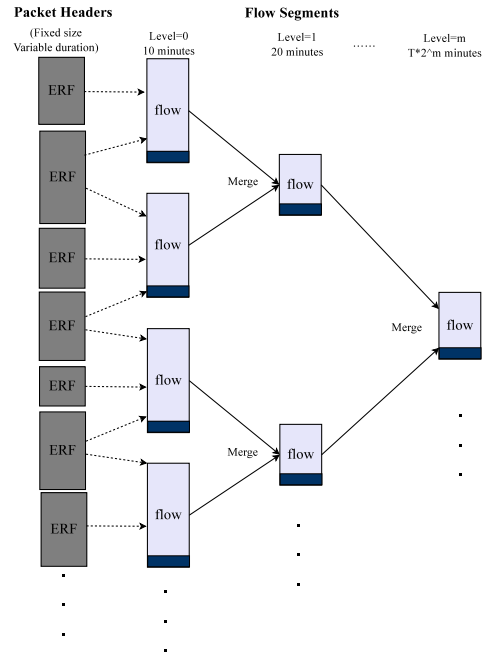 Packet Headers
Flow Segments
(Fixed size
Variable duration)
Level=0
10 minutes
Level=1
20 minutes
......
Level=m
T*2^m minutes
ERF
ERF
ERF
ERF
ERF
ERF
ERF
flow
flow
flow
flow
Merge
Merge
flow
flow
Merge
flow